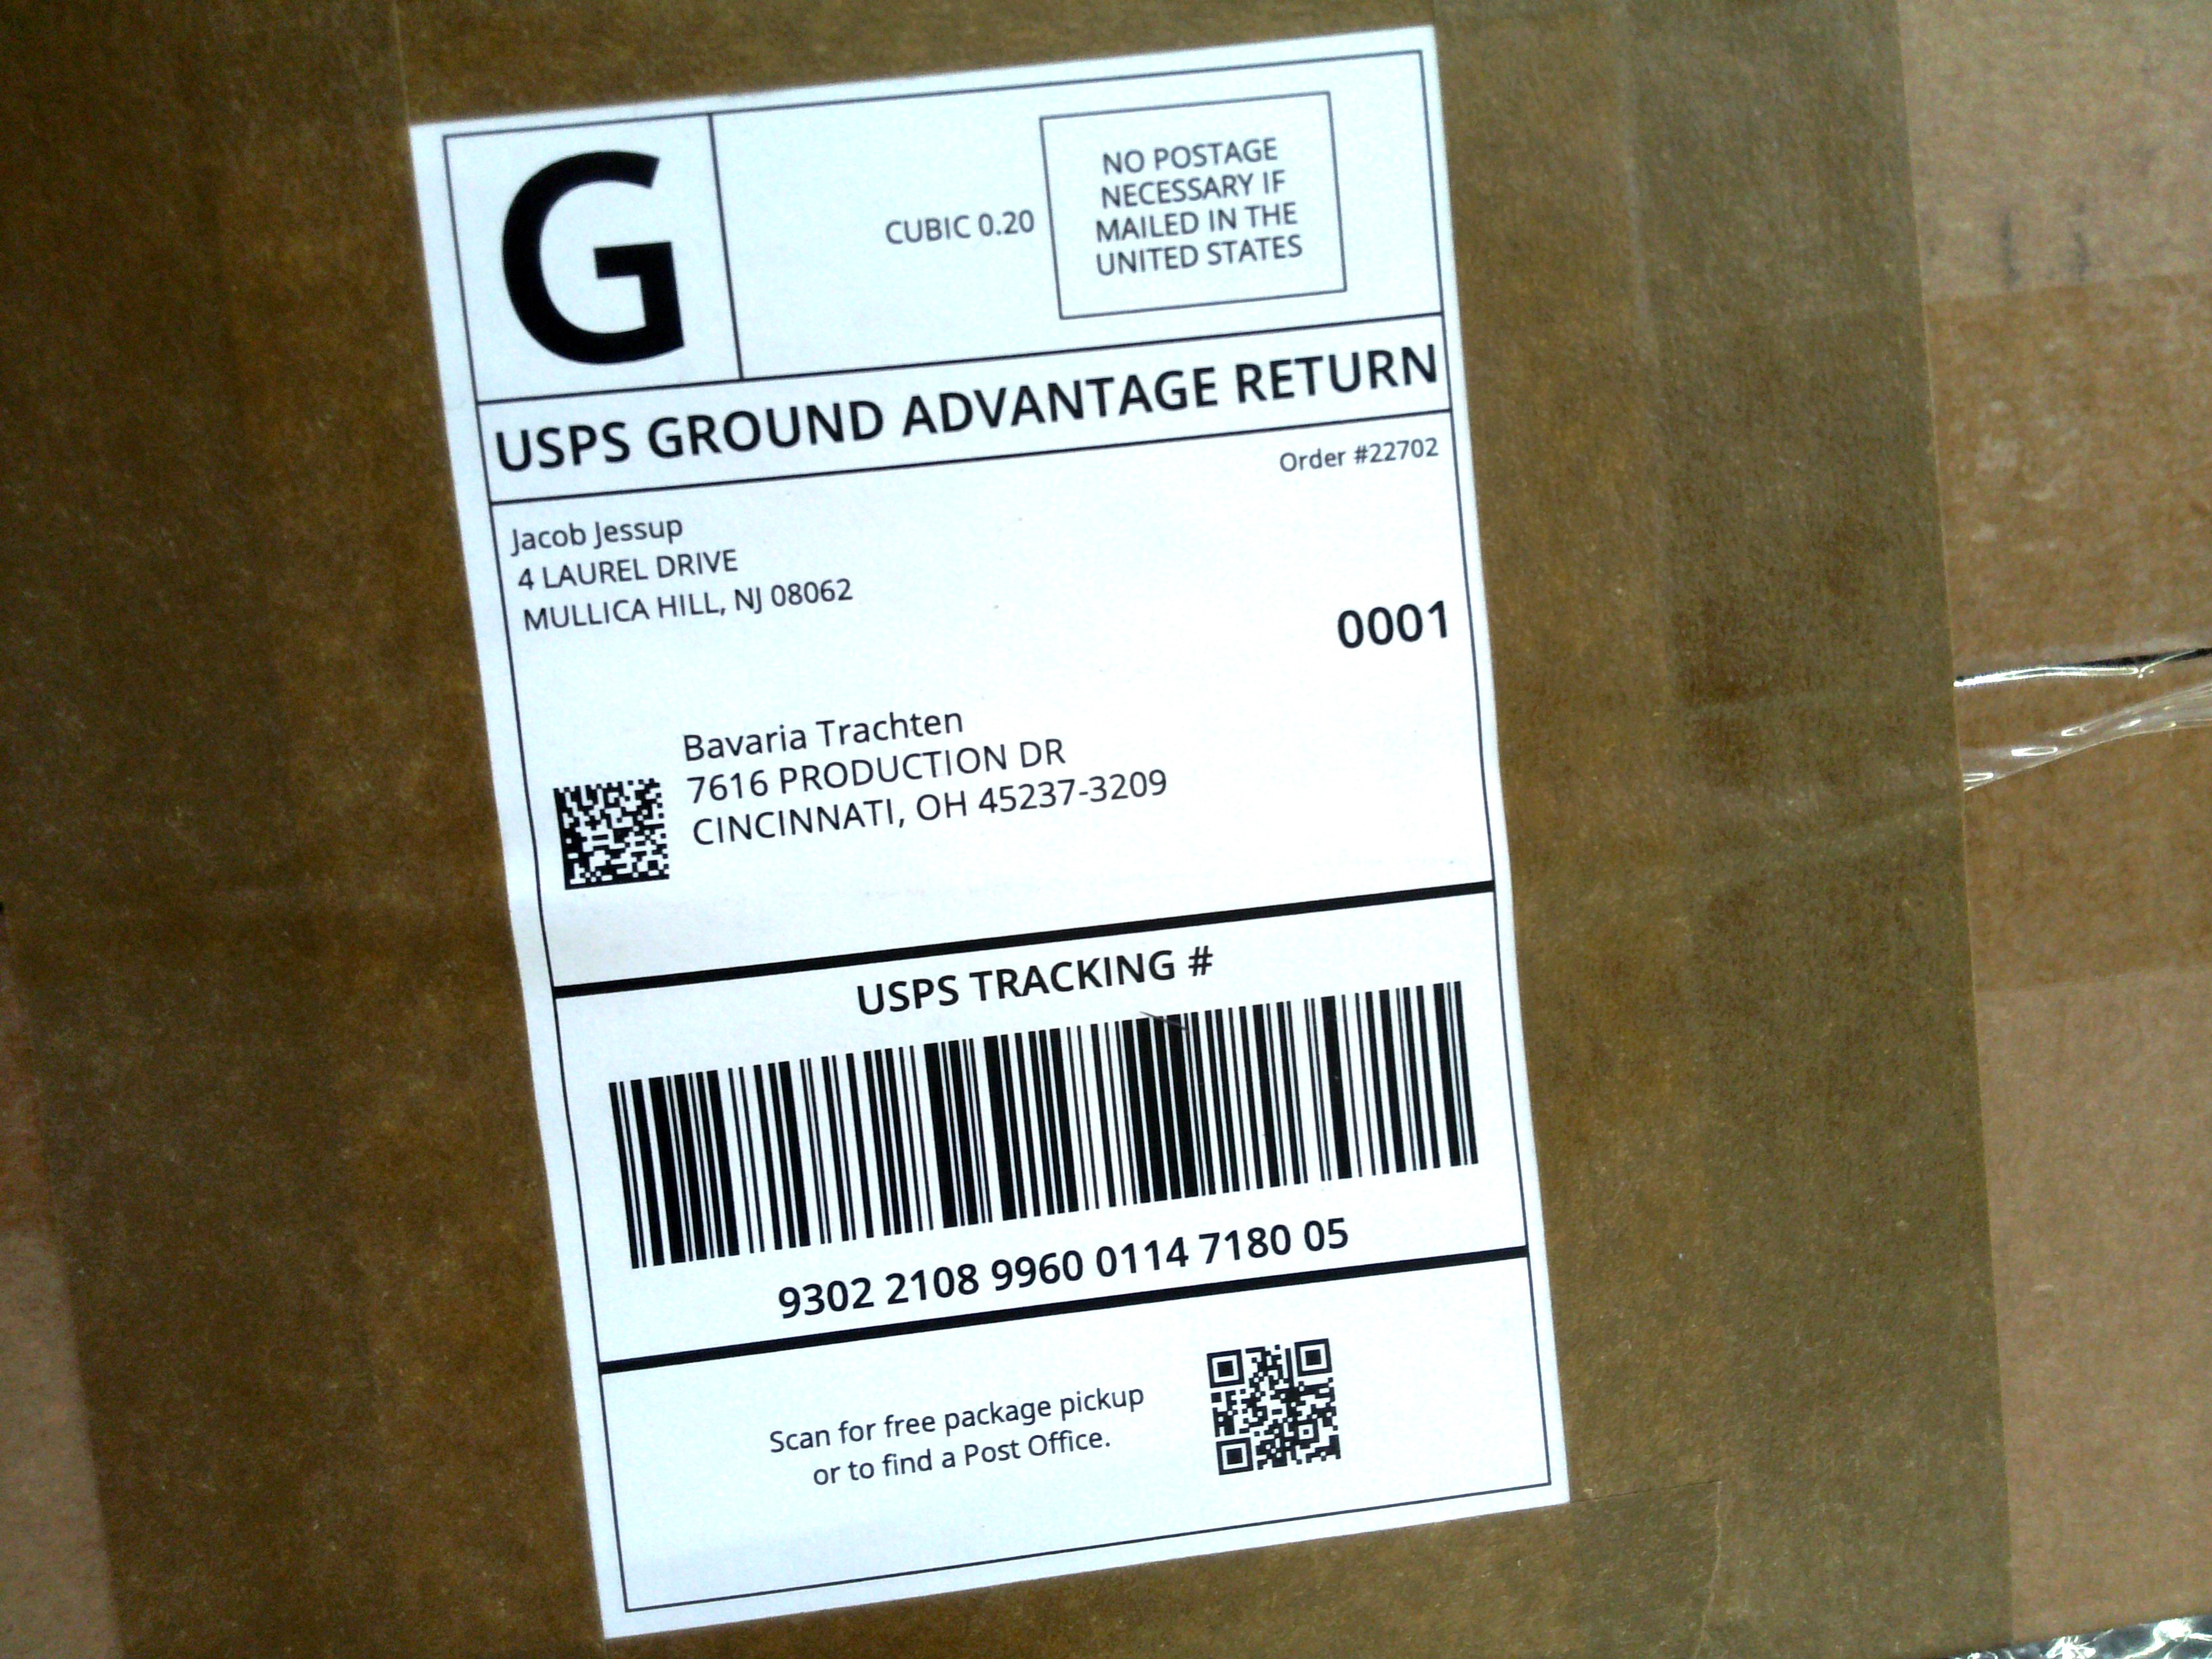 G
CUBIC 0.20
NO POSTAGE
NECESSARY IF
MAILED IN THE
UNITED STATES
USPS GROUND ADVANTAGE RETURN
Order #22702
Jacob Jessup
4 LAUREL DRIVE
MULLICA HILL, NJ 08062
0001
Bavaria Trachten
7616 PRODUCTION DR
CINCINNATI, OH 45237-3209
USPS TRACKING #
9302 2108 9960 0114 7180 05
Scan for free package pickup
or to find a Post Office.